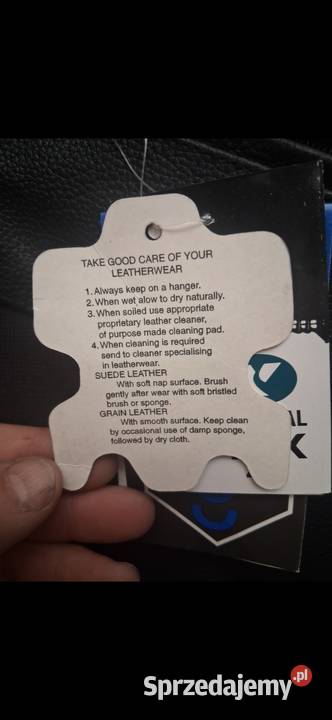 TAKE GOOD CARE OF YOUR
LEATHERWEAR
1. Always keep on a hanger.
2. When wet alow to dry naturally.
3. When soiled use appropriate
proprietary leather cleaner,
of purpose made cleaning pad.
4. When cleaning is required
send to cleaner specialising
in leatherwear.
SUEDE LEATHER
With soft nap surface. Brush
gently after wear with soft bristled
brush or sponge.
GRAIN LEATHER
With smooth surface. Keep clean
by occasional use of damp sponge,
followed by dry cloth.
AL
K
Sprzedajemy.pl